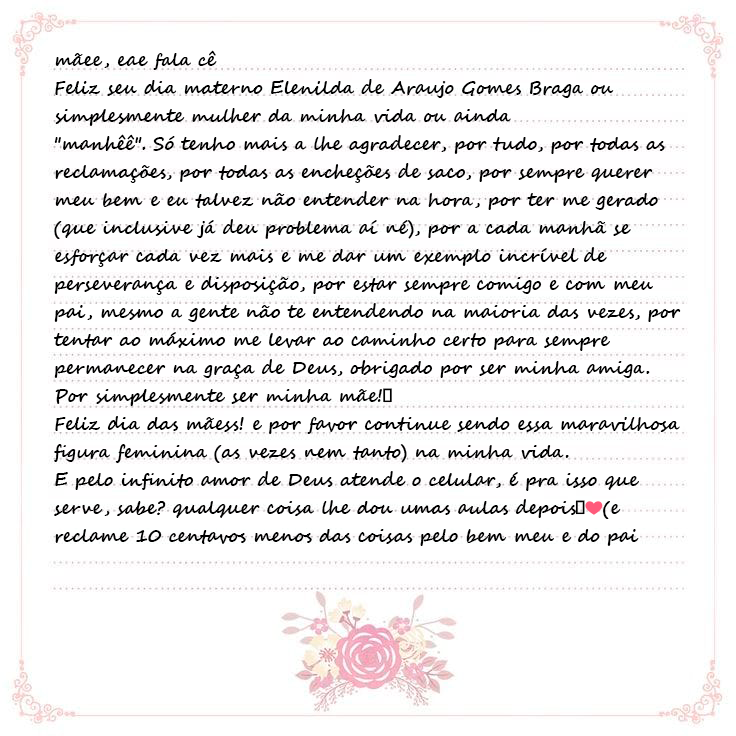 mãee, eae fala cê
Feliz seu dia materno Elenilda de Araujo Gomes Braga ou
simplesmente mulher da minha vida ou ainda
"manhêê". Só tenho mais a lhe agradecer, por tudo, por todas as
reclamações, por todas as encheções de saco, por sempre querer
meu bem e eu talvez não entender na hora, por ter me gerado
(que inclusive já deu problema aí né), por a cada manhã se
esforçar cada vez mais e me dar um exemplo incrível de
perseverança e disposição, por estar sempre comigo e com meu
pai, mesmo a gente não te entendendo na maioria das vezes, por
tentar ao máximo me levar ao caminho certo para sempre
permanecer na graça de Deus, obrigado por ser minha amiga.
Por simplesmente ser minha mãe!▯
Feliz dia das mãess! e por favor continue sendo essa maravilhosa
figura feminina (as vezes nem tanto) na minha vida.
E pelo infinito amor de Deus atende o celular, é pra isso que
serve, sabe? qualquer coisa lhe dou umas aulas depois▯❤(e
reclame 10 centavos menos das coisas pelo bem meu e do pai